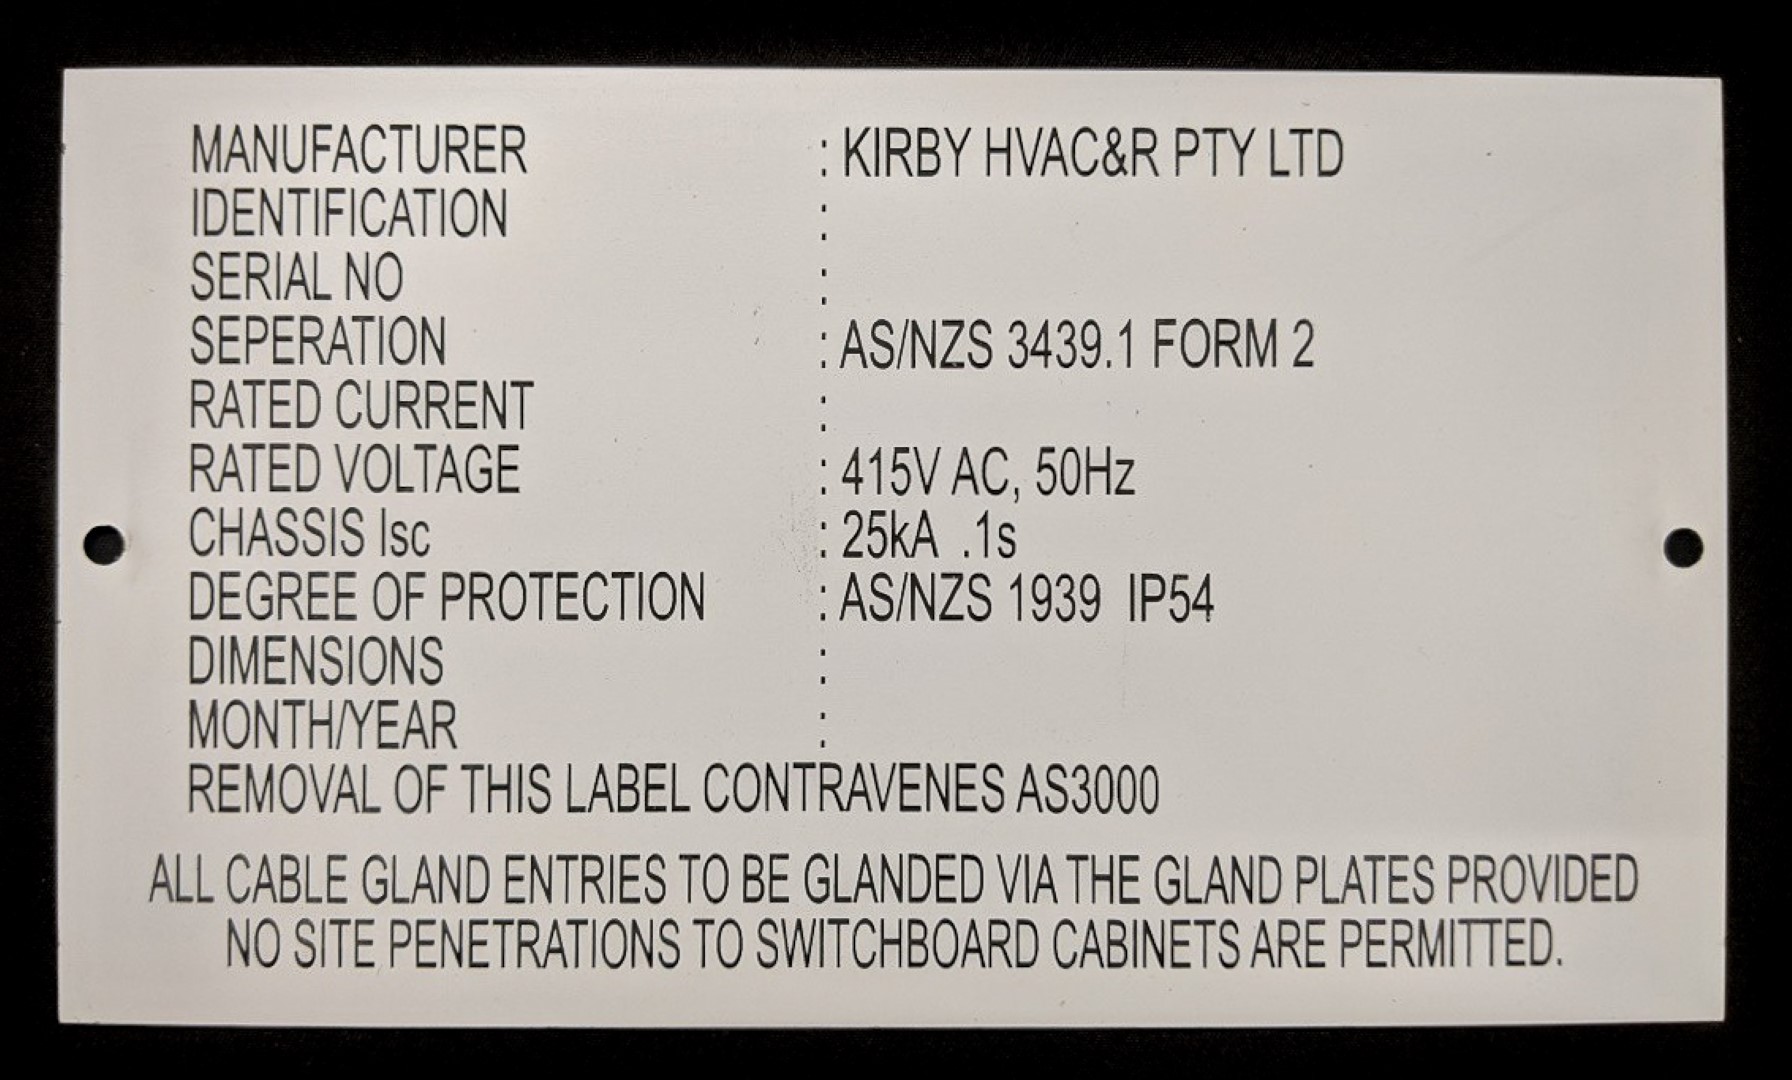 MANUFACTURER : KIRBY HVAC&R PTY LTD
IDENTIFICATION :
SERIAL NO :
SEPERATION : AS/NZS 3439.1 FORM 2
RATED CURRENT :
RATED VOLTAGE : 415V AC, 50Hz
CHASSIS Isc : 25kA .1s
DEGREE OF PROTECTION : AS/NZS 1939 IP54
DIMENSIONS :
MONTH/YEAR :
REMOVAL OF THIS LABEL CONTRAVENES AS3000
ALL CABLE GLAND ENTRIES TO BE GLANDED VIA THE GLAND PLATES PROVIDED
NO SITE PENETRATIONS TO SWITCHBOARD CABINETS ARE PERMITTED.